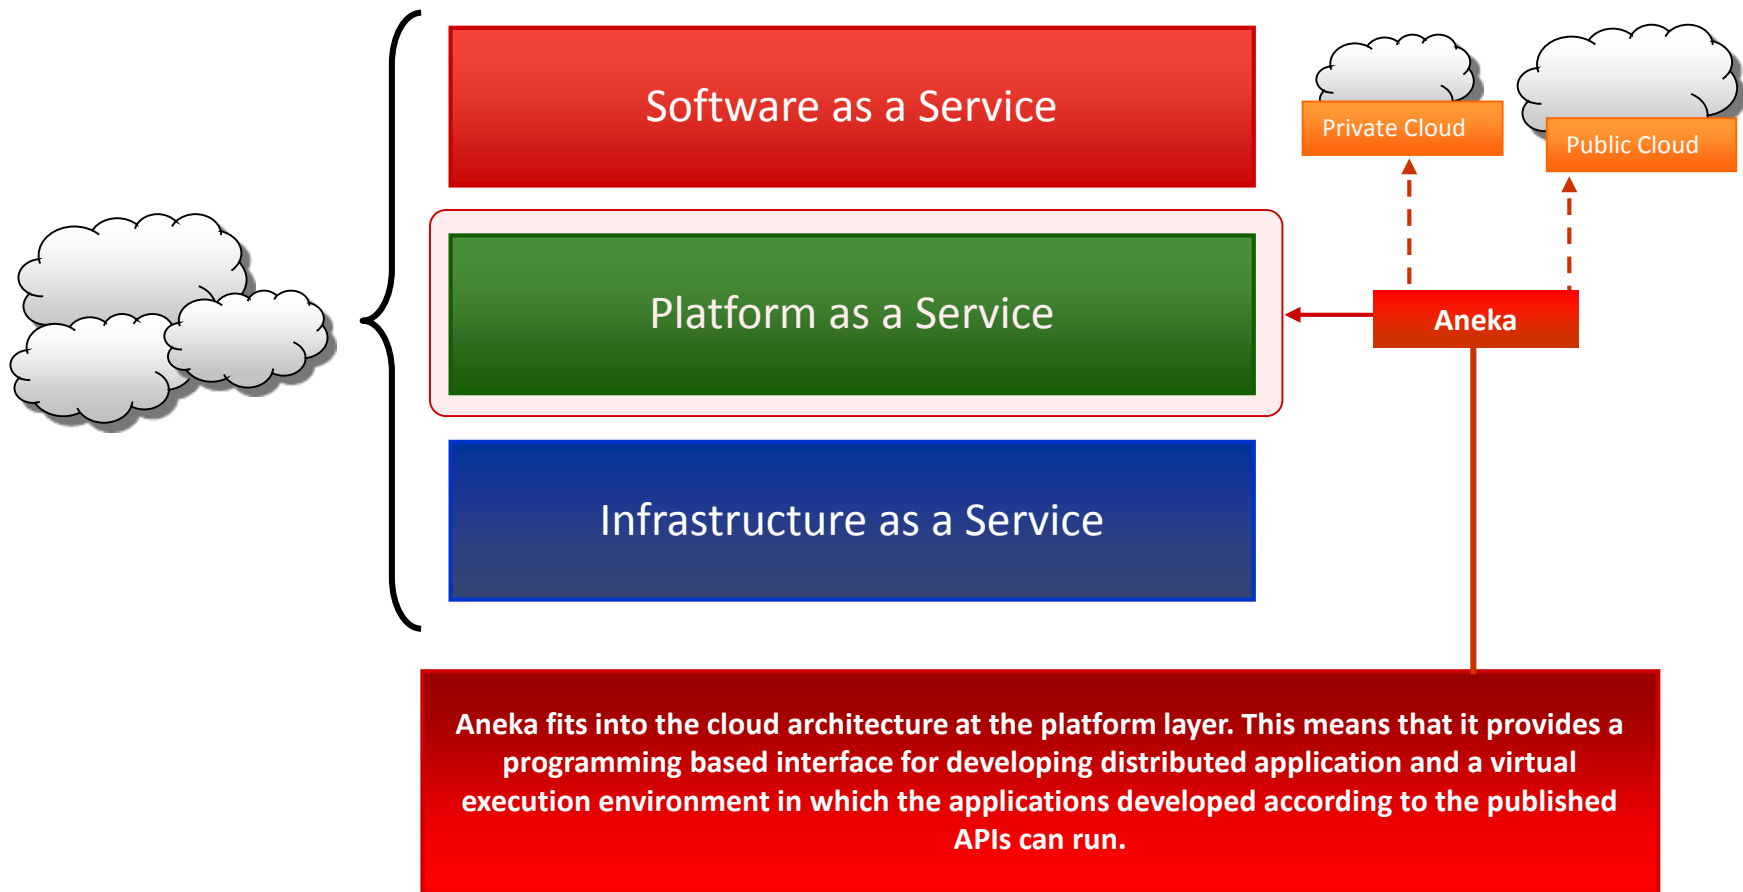 Software as a Service
Private Cloud
Public Cloud
Platform as a Service
Aneka
Infrastructure as a Service
Aneka fits into the cloud architecture at the platform layer. This means that it provides a
programming based interface for developing distributed application and a virtual
execution environment in which the applications developed according to the published
APIs can run.